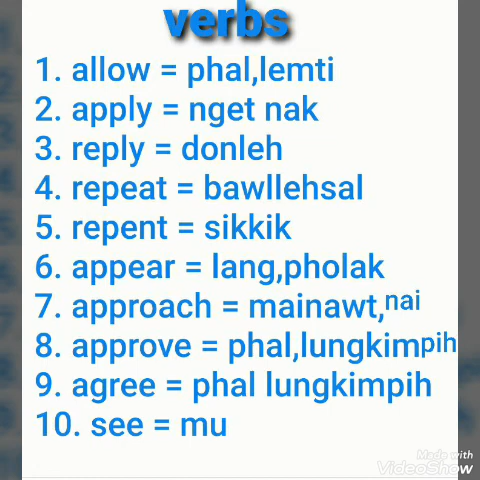 verbs
1. allow = phal,lemti
2. apply = nget nak
3. reply = donleh
4. repeat = bawllehsal
5. repent = sikkik
6. appear = lang,pholak
7. approach = mainawt,nai
8. approve = phal,lungkimpih
9. agree = phal lungkimpih
10. see = mu
Made with
VideoShow